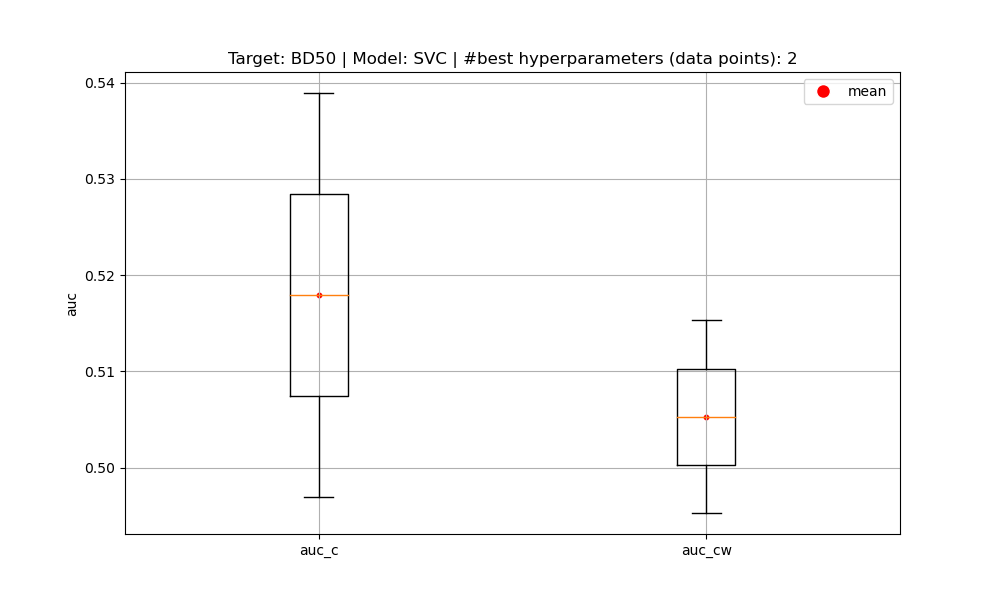 Target: BD50 | Model: SVC | #best hyperparameters (data points): 2
mean
auc
0.54
0.53
0.52
0.51
0.50
auc_c
auc_cw